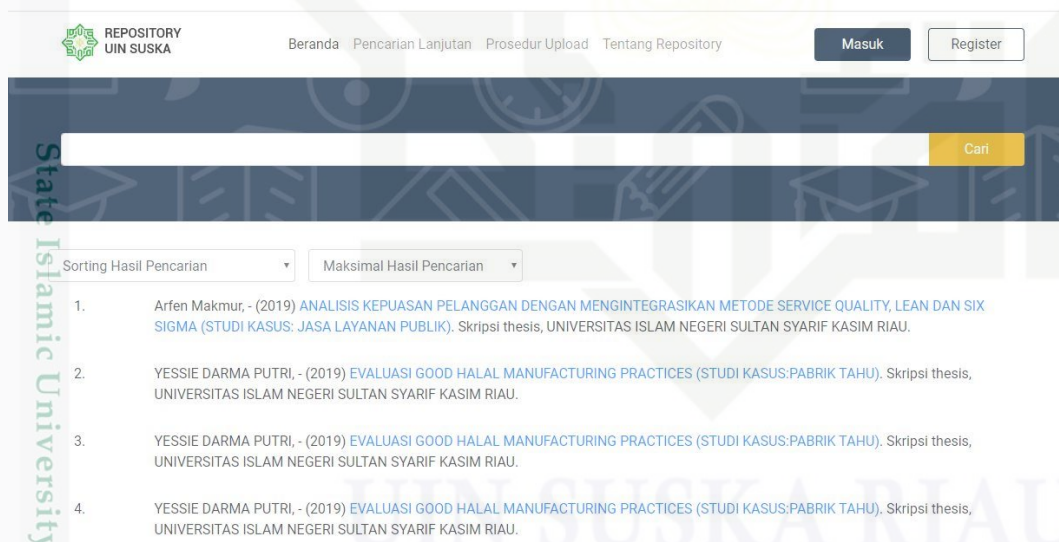 REPOSITORY
UIN SUSKA
Beranda Pencarian Lanjutan Prosedur Upload Tentang Repository Masuk Register
Cari
State Islamic University
Sorting Hasil Pencarian Maksimal Hasil Pencarian
1. Arfen Makmur, - (2019) ANALISIS KEPUASAN PELANGGAN DENGAN MENGINTEGRASIKAN METODE SERVICE QUALITY, LEAN DAN SIX
SIGMA (STUDI KASUS: JASA LAYANAN PUBLIK). Skripsi thesis, UNIVERSITAS ISLAM NEGERI SULTAN SYARIF KASIM RIAU.
2. YESSIE DARMA PUTRI, - (2019) EVALUASI GOOD HALAL MANUFACTURING PRACTICES (STUDI KASUS:PABRIK TAHU). Skripsi thesis,
UNIVERSITAS ISLAM NEGERI SULTAN SYARIF KASIM RIAU.
3. YESSIE DARMA PUTRI, - (2019) EVALUASI GOOD HALAL MANUFACTURING PRACTICES (STUDI KASUS:PABRIK TAHU). Skripsi thesis,
UNIVERSITAS ISLAM NEGERI SULTAN SYARIF KASIM RIAU.
4. YESSIE DARMA PUTRI, - (2019) EVALUASI GOOD HALAL MANUFACTURING PRACTICES (STUDI KASUS:PABRIK TAHU). Skripsi thesis,
UNIVERSITAS ISLAM NEGERI SULTAN SYARIF KASIM RIAU.
UIN SUSKA RIAU